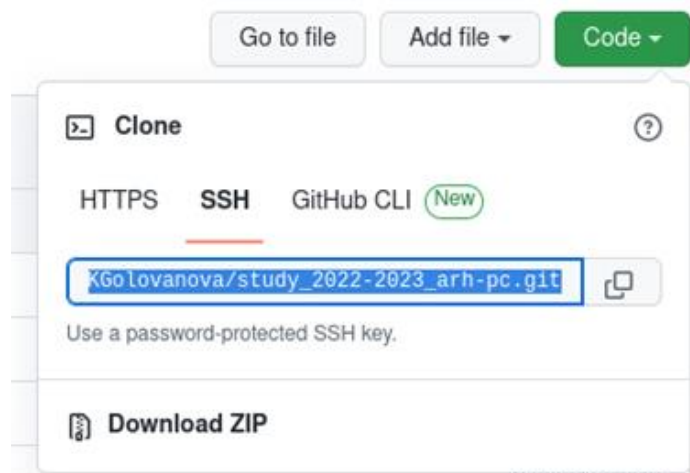 Go to file Add file Code
Clone
HTTPS SSH GitHub CLI New
KGolovanova/study_2022-2023_arh-pc.git
Use a password-protected SSH key.
Download ZIP